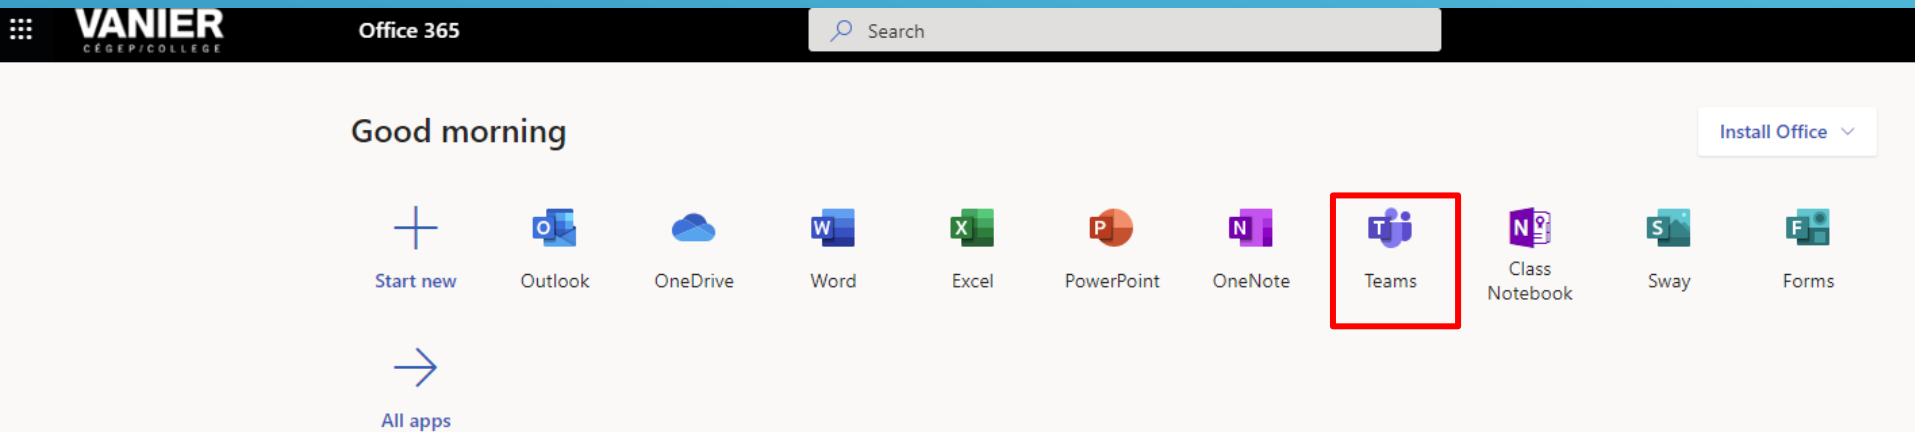 VANIER
CÉGEP/COLLEGE
Office 365
Search
Good morning
Install Office
Start new
Outlook
OneDrive
Word
Excel
PowerPoint
OneNote
Teams
Class
Notebook
Sway
Forms
All apps